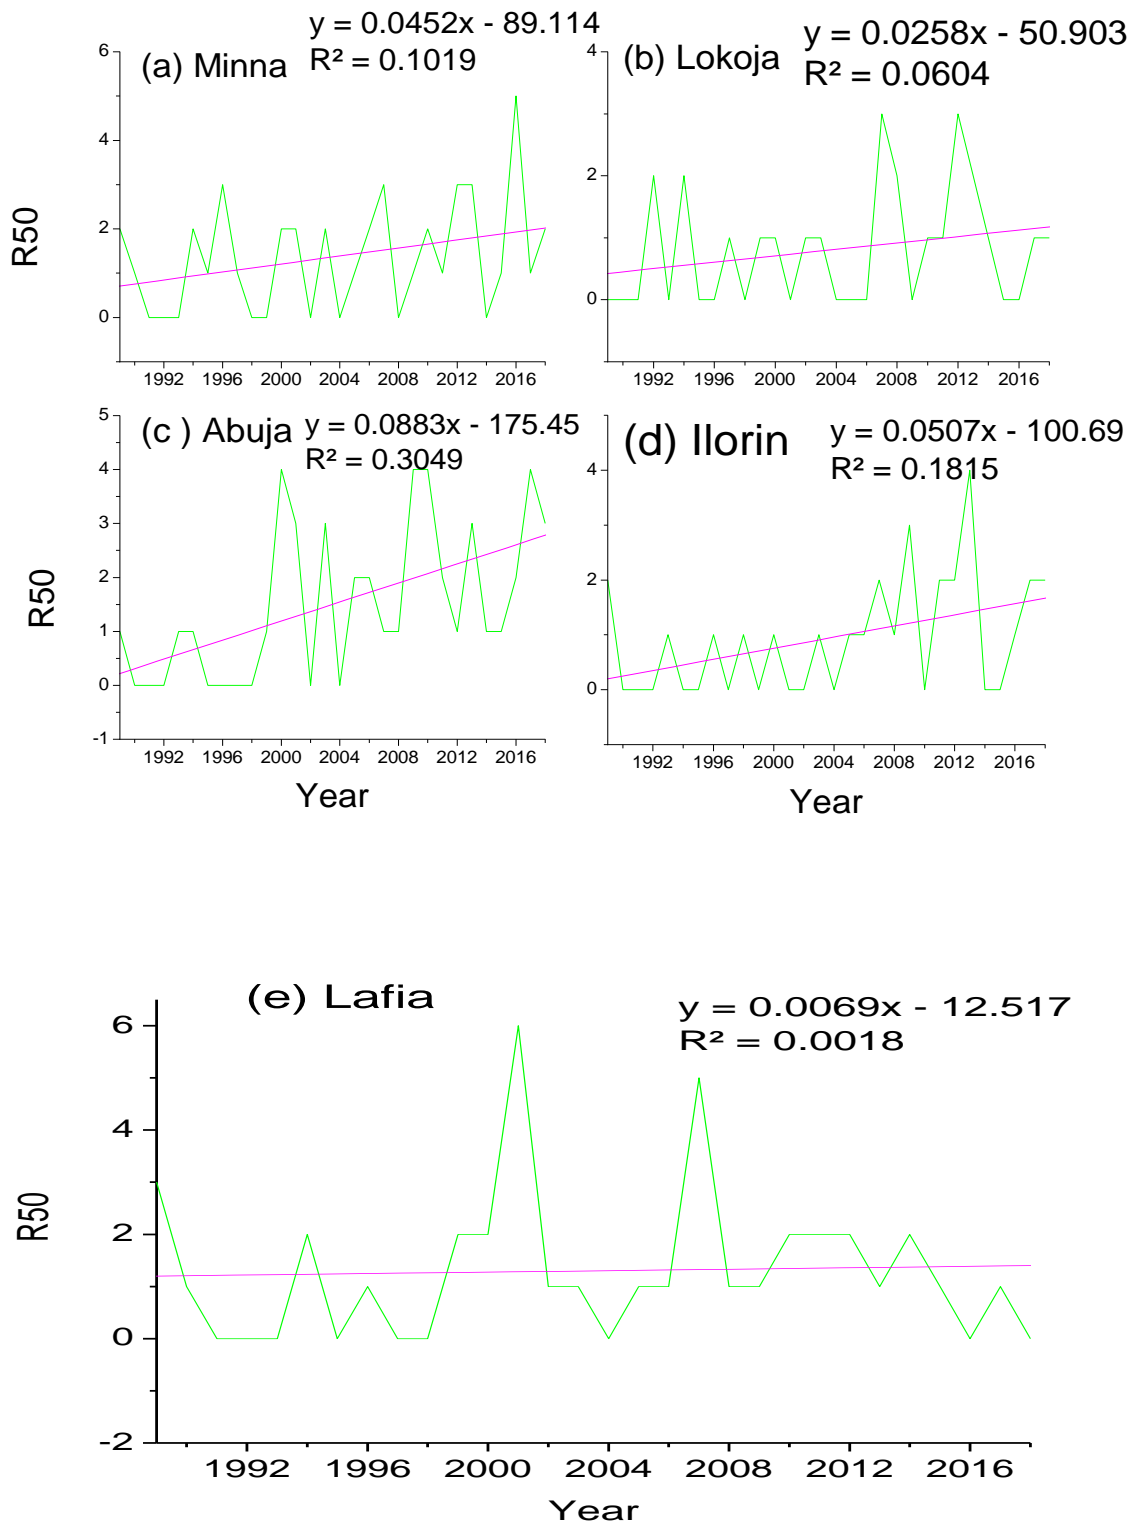 (a) Minna
y = 0.0452x - 89.114
R² = 0.1019
R50
6
4
2
0
1992 1996 2000 2004 2008 2012 2016
(b) Lokoja
y = 0.0258x - 50.903
R² = 0.0604
4
2
0
1992 1996 2000 2004 2008 2012 2016
(c ) Abuja
y = 0.0883x - 175.45
R² = 0.3049
R50
5
4
3
2
1
0
-1
1992 1996 2000 2004 2008 2012 2016
Year
(d) Ilorin
y = 0.0507x - 100.69
R² = 0.1815
4
2
0
1992 1996 2000 2004 2008 2012 2016
Year
(e) Lafia
y = 0.0069x - 12.517
R² = 0.0018
R50
6
4
2
0
-2
1992 1996 2000 2004 2008 2012 2016
Year